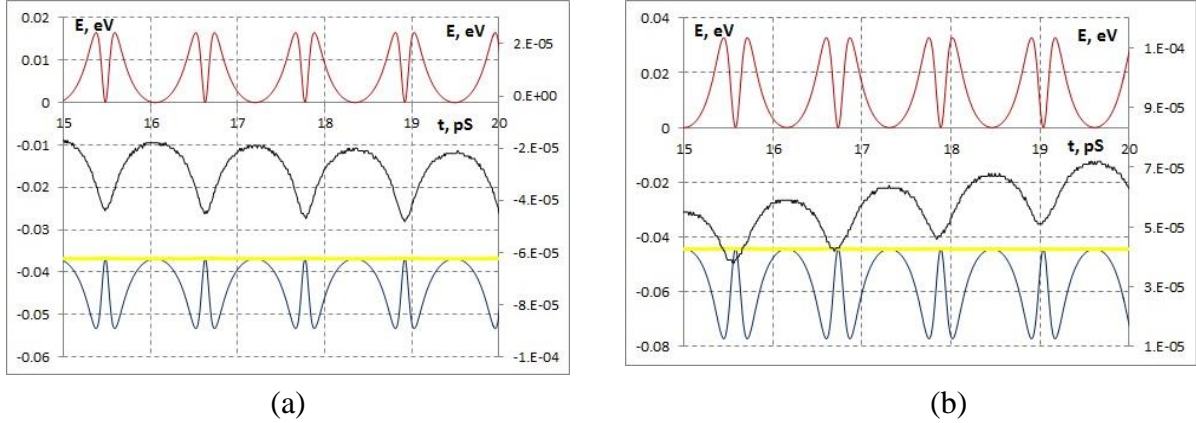 0.02
E, eV
E, eV
2.E-05
0.01
0
0.E+00
15 16 17 18 19 20
t, pS
-0.01
-2.E-05
-0.02
-4.E-05
-0.03
-6.E-05
-0.04
-8.E-05
-0.05
-0.06
-1.E-04
(a)
0.04
E, eV
E, eV
1.E-04
0.02
9.E-05
0
15 16 17 18 19 20
t, pS
7.E-05
-0.02
5.E-05
-0.04
3.E-05
-0.06
-0.08
1.E-05
(b)